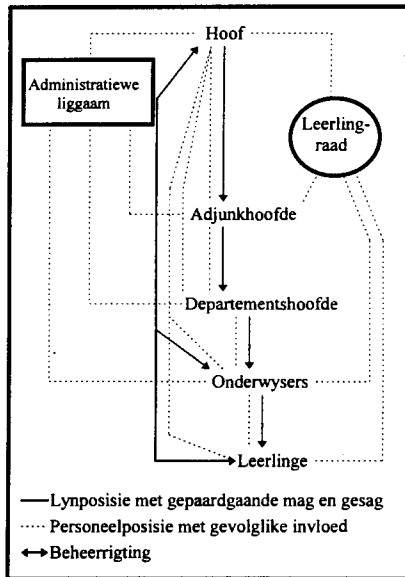 Hoof
Administratiewe
liggaam
Leerling-
raad
Adjunkhoofde
Departementshoofde
Onderwysers
Leerlinge
Lynposisie met gepaardgaande mag en gesag
Personeelposisie met gevolglike invloed
Beheerrigting